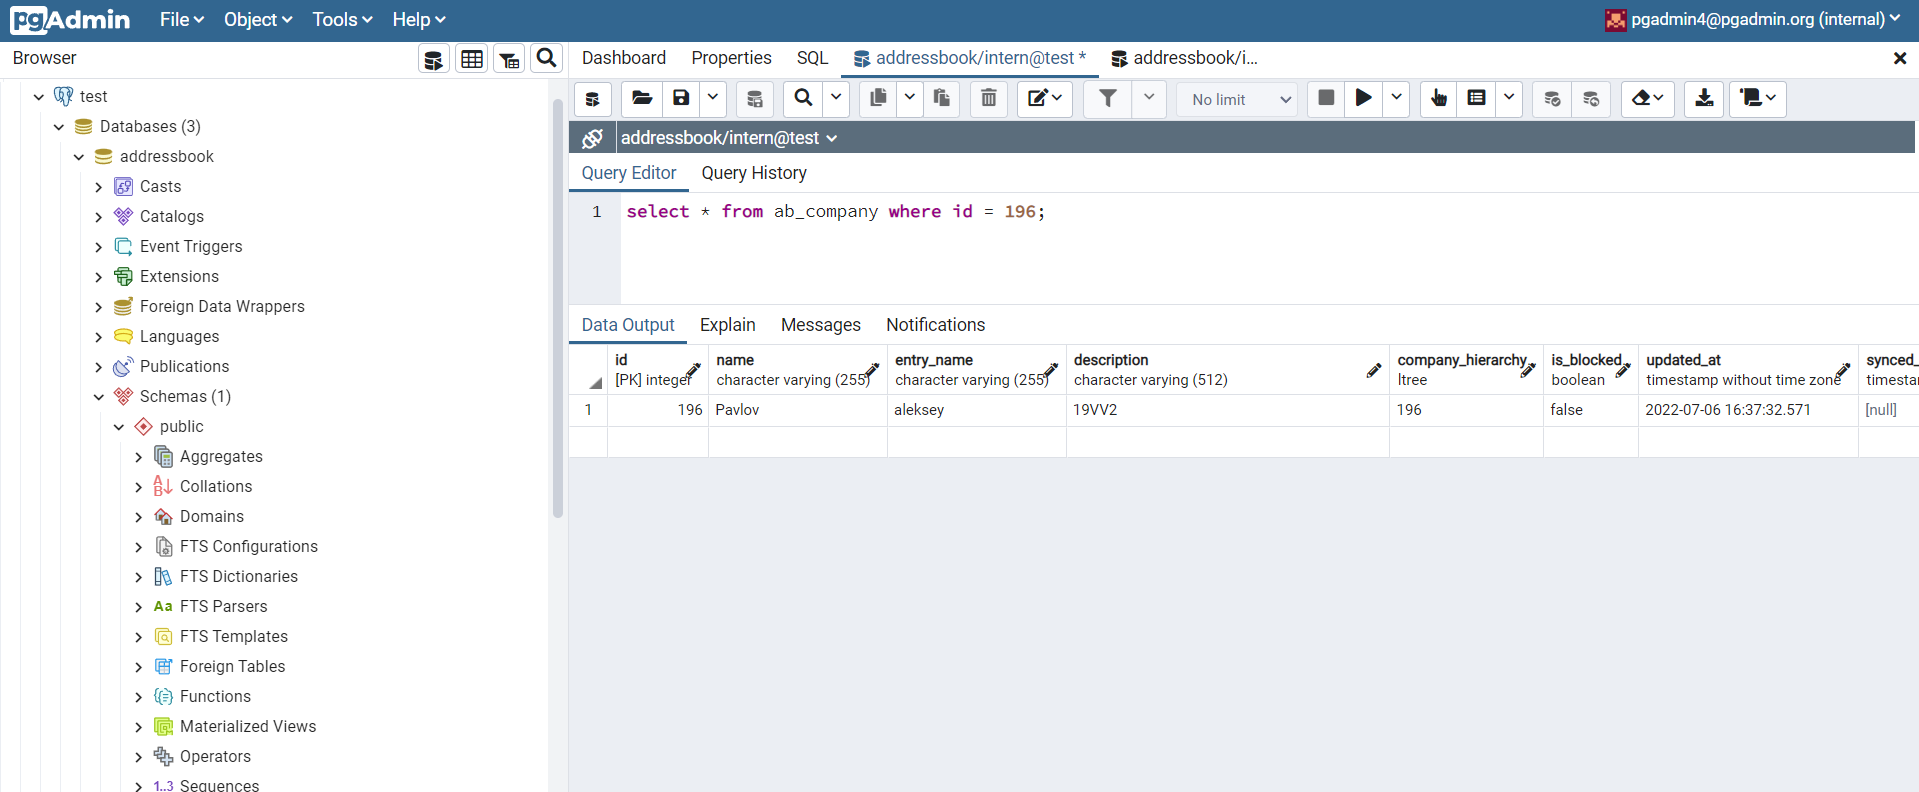 pgAdmin File Object Tools Help pgadmin4@pgadmin.org (internal)
Browser
Dashboard Properties SQL addressbook/intern@test * addressbook/i...
No limit
test
Databases (3)
addressbook
Casts
Catalogs
Event Triggers
Extensions
Foreign Data Wrappers
Languages
Publications
Schemas (1)
public
Aggregates
Collations
Domains
FTS Configurations
FTS Dictionaries
Aa FTS Parsers
FTS Templates
Foreign Tables
Functions
Materialized Views
Operators
1..3 Sequences
addressbook/intern@test
Query Editor Query History
1 select * from ab_company where id = 196;
Data Output Explain Messages Notifications
id name entry_name description company_hierarchy is_blocked updated_at synced_
[PK] integer character varying (255) character varying (255) character varying (512) ltree boolean timestamp without time zone timesta
1 196 Pavlov aleksey 19VV2 196 false 2022-07-06 16:37:32.571 [null]